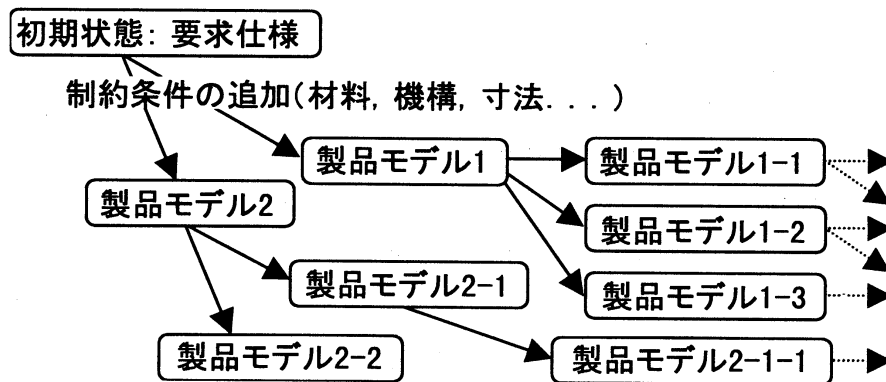 初期状態: 要求仕様
制約条件の追加(材料, 機構, 寸法. . . )
製品モデル1
製品モデル1-1
製品モデル2
製品モデル1-2
製品モデル2-1
製品モデル1-3
製品モデル2-2
製品モデル2-1-1